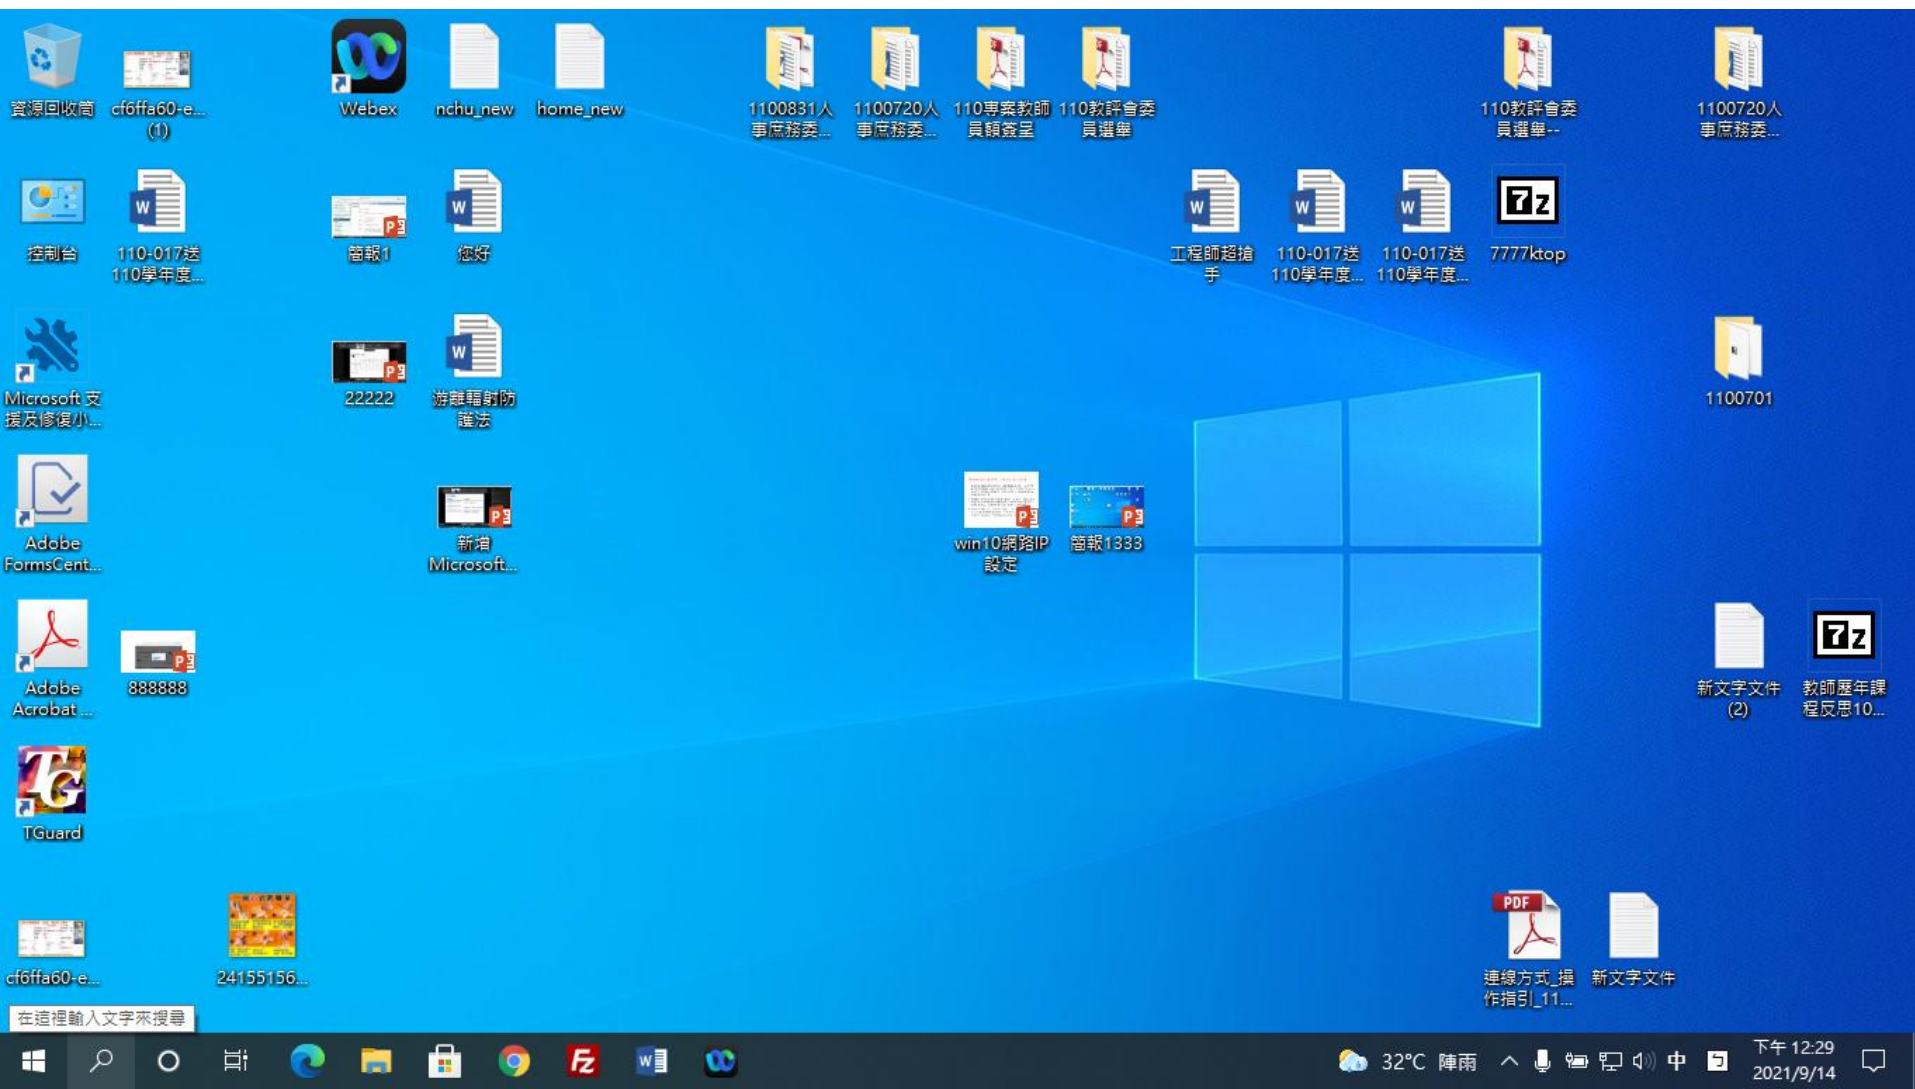 資源回收筒
cf6ffa60-e...
(1)
Webex
nchu_new
home_new
1100831人
事庶務委...
1100720人
事庶務委...
110專案教師
員額簽呈
110教評會委
員選舉
110教評會委
員選舉--
1100720人
事庶務委...
控制台
110-017送
110學年度...
簡報1
您好
工程師超搶
手
110-017送
110學年度...
110-017送
110學年度...
7777ktop
Microsoft 支
援及修復小...
22222
游離輻射防
護法
1100701
Adobe
FormsCent...
新增
Microsoft...
win10網路IP
設定
簡報1333
Adobe
Acrobat ...
888888
新文字文件
(2)
教師歷年課
程反思10...
TGuard
cf6ffa60-e...
24155156...
PDF
連線方式_操
作指引_11...
新文字文件
在這裡輸入文字來搜尋
32°C 陣雨
中
下午 12:29
2021/9/14